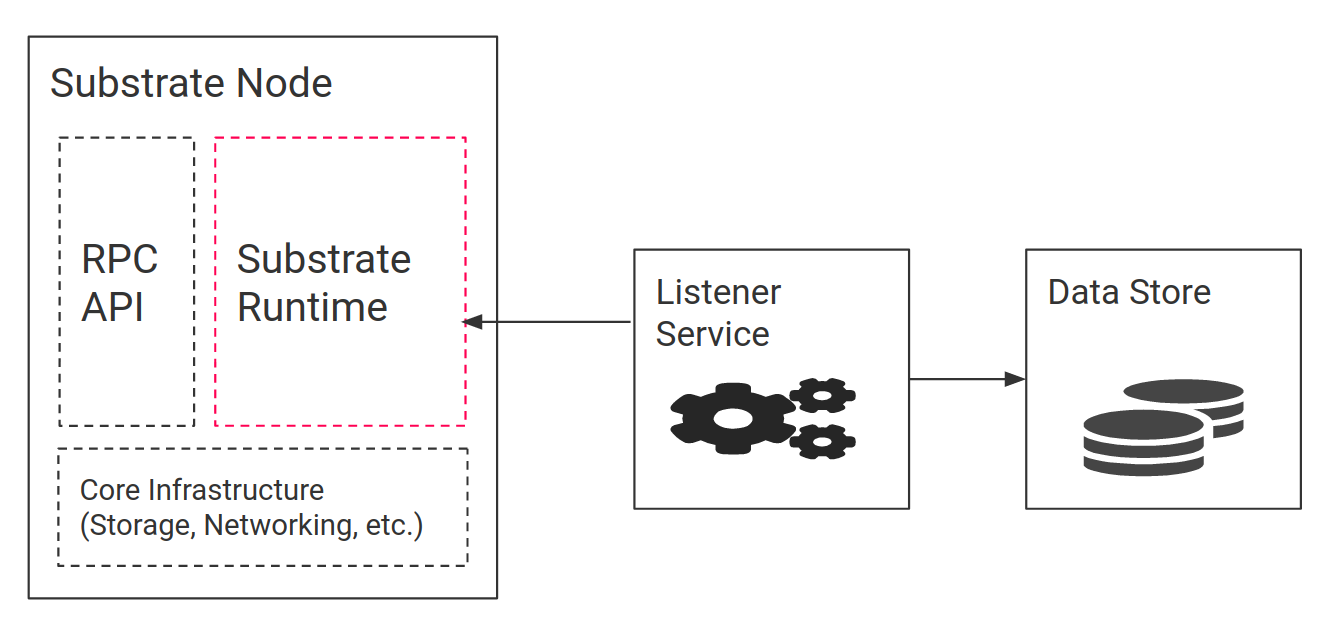 Substrate Node
RPC
API
Substrate
Runtime
Core Infrastructure
(Storage, Networking, etc.)
Listener
Service
Data Store